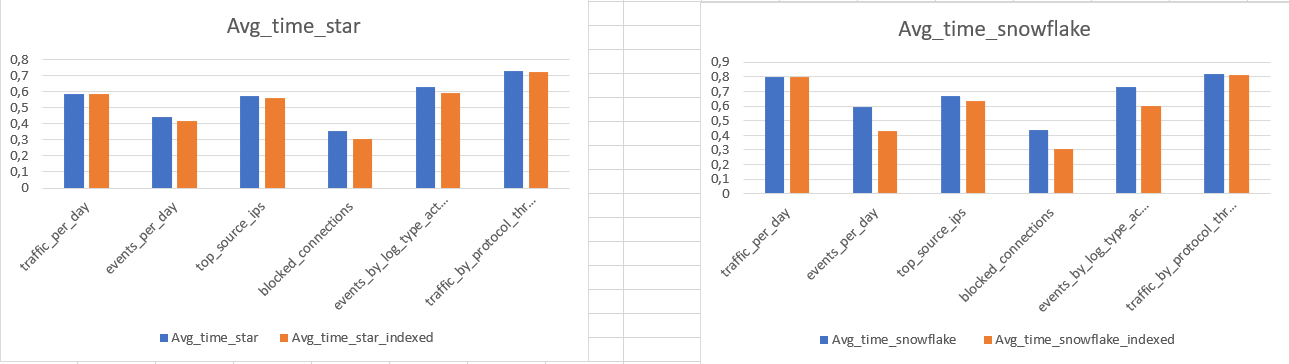 Avg_time_star
0,8
0,7
0,6
0,5
0,4
0,3
0,2
0,1
0
traffic_per_day
events_per_day
top_source_ips
blocked_connections
events_by_log_type_act...
traffic_by_protocol_thr...
Avg_time_star
Avg_time_star_indexed
Avg_time_snowflake
0,9
0,8
0,7
0,6
0,5
0,4
0,3
0,2
0,1
0
traffic_per_day
events_per_day
top_source_ips
blocked_connections
events_by_log_type_ac...
traffic_by_protocol_thr...
Avg_time_snowflake
Avg_time_snowflake_indexed